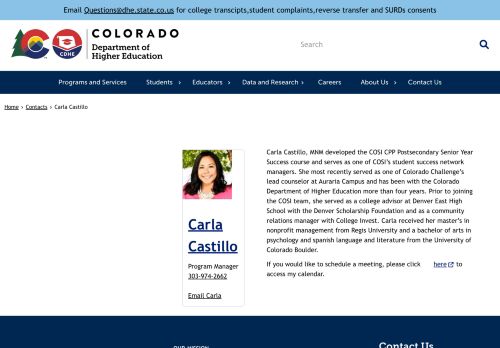 Email Questions@dhe.state.co.us for college transcipts,student complaints,reverse transfer and SURDs consents
COLORADO
Department of
Higher Education
CDHE
Search
Programs and Services
Students
Educators
Data and Research
Careers
About Us
Contact Us
Home › Contacts › Carla Castillo
Carla
Castillo
Program Manager
303-974-2662
Email Carla
Carla Castillo, MNM developed the COSI CPP Postsecondary Senior Year
Success course and serves as one of COSI's student success network
managers. She most recently served as one of Colorado Challenge's
lead counselor at Auraria Campus and has been with the Colorado
Department of Higher Education more than four years. Prior to joining
the COSI team, she served as a college advisor at Denver East High
School with the Denver Scholarship Foundation and as a community
relations manager with College Invest. Carla received her master's in
nonprofit management from Regis University and a bachelor of arts in
psychology and spanish language and literature from the University of
Colorado Boulder.
If you would like to schedule a meeting, please click here to
access my calendar.
OUR MISSION
Contact Us